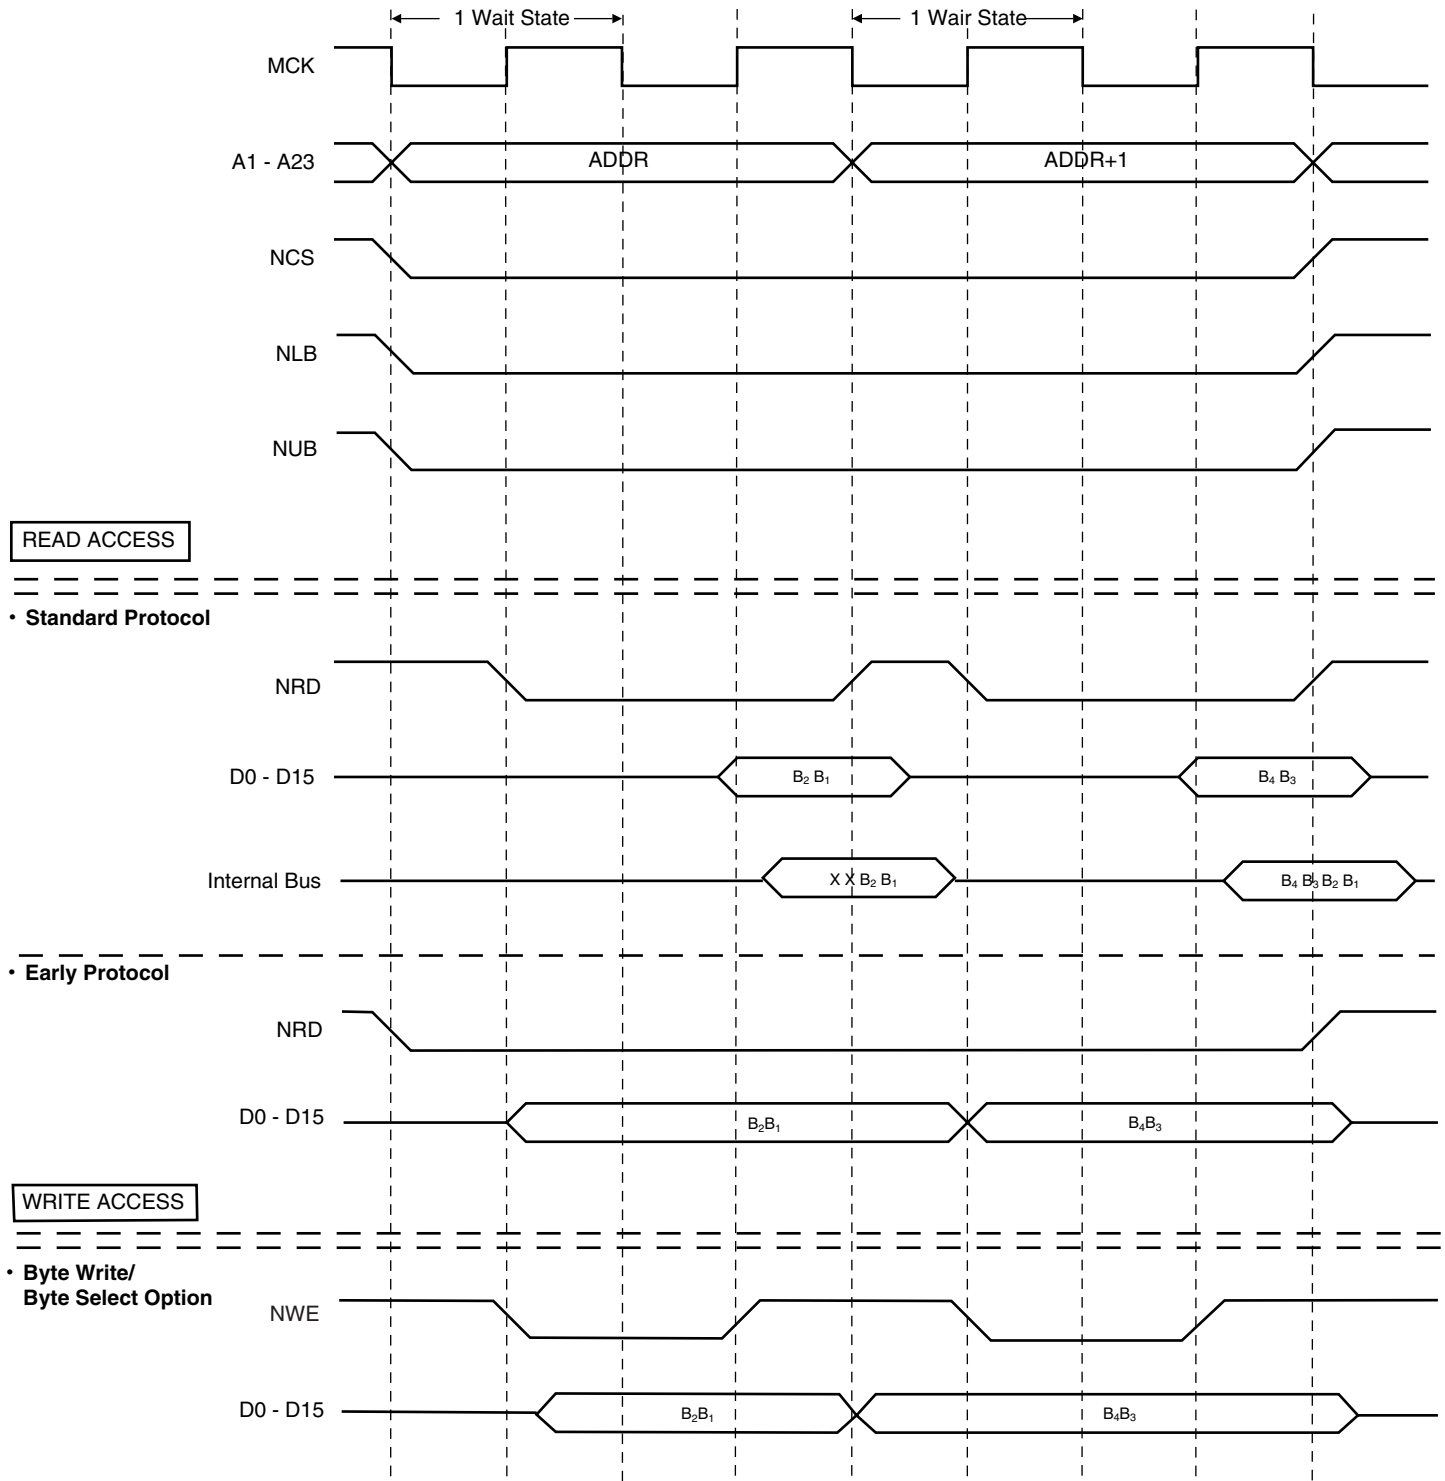 1 Wait State
1 Wair State
MCK
A1 - A23
ADDR
ADDR+1
NCS
NLB
NUB
READ ACCESS
• Standard Protocol
NRD
D0 - D15
B₂ B₁
B₄ B₃
Internal Bus
X X B₂ B₁
B₄ B₃ B₂ B₁
• Early Protocol
NRD
D0 - D15
B₂B₁
B₄B₃
WRITE ACCESS
• Byte Write/
Byte Select Option
NWE
D0 - D15
B₂B₁
B₄B₃